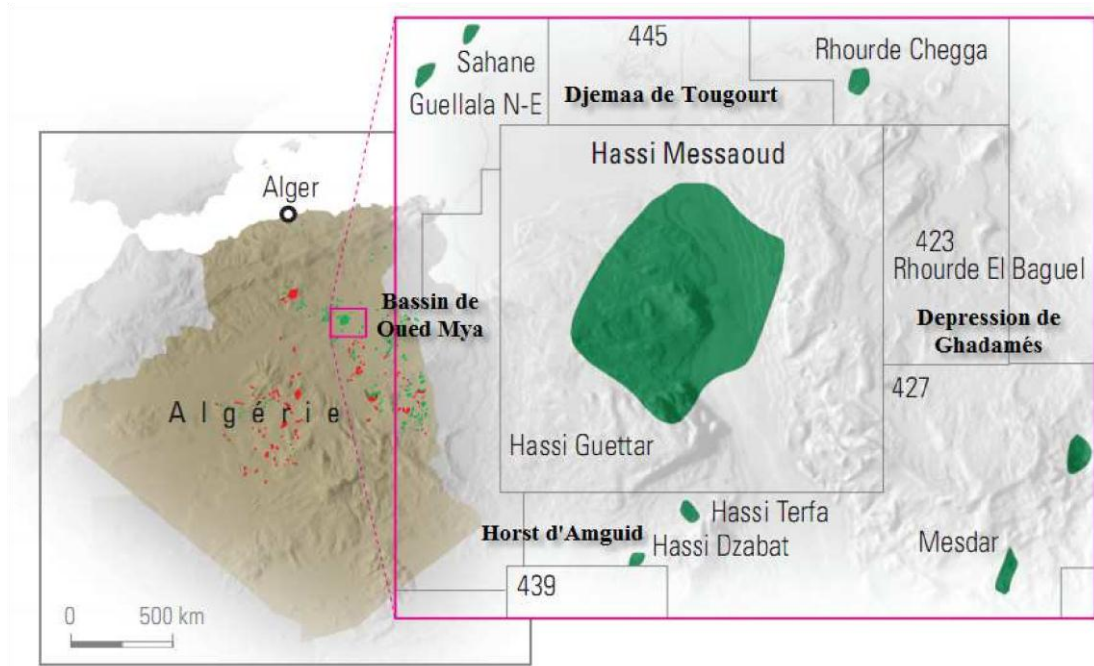 445
Sahane
Rhourde Chegga
Guellala N-E
Djemaa de Tougourt
Hassi Messaoud
Alger
423
Rhourde El Baguel
Bassin de
Oued Mya
Depression de
Ghadamés
427
Algérie
Hassi Guettar
Hassi Terfa
Horst d'Amguid
Hassi Dzabat
Mesdar
439
0 500 km